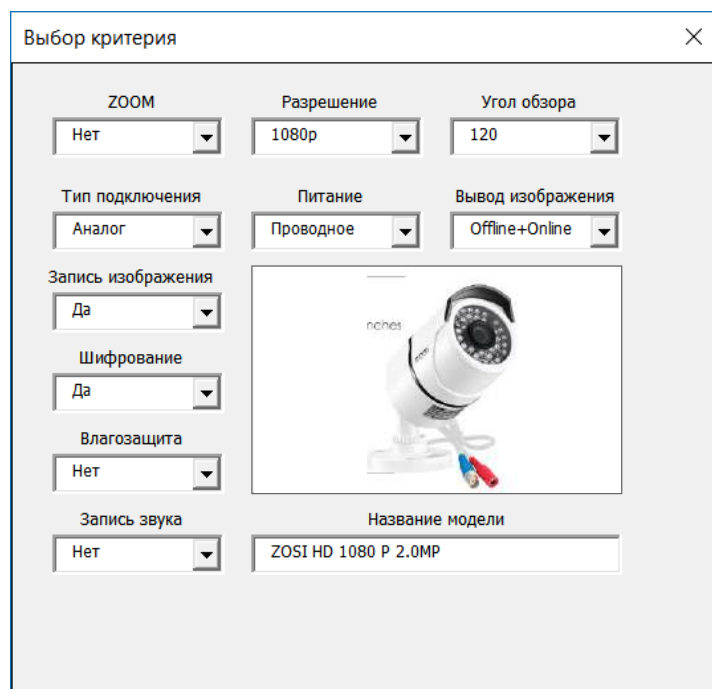 Выбор критерия
ZOOM Разрешение Угол обзора
Нет 1080p 120
Тип подключения Питание Вывод изображения
Аналог Проводное Offline+Online
Запись изображения
Да
nches
Шифрование
Да
Влагозащита
Нет
Запись звука Название модели
Нет ZOSI HD 1080 P 2.0MP